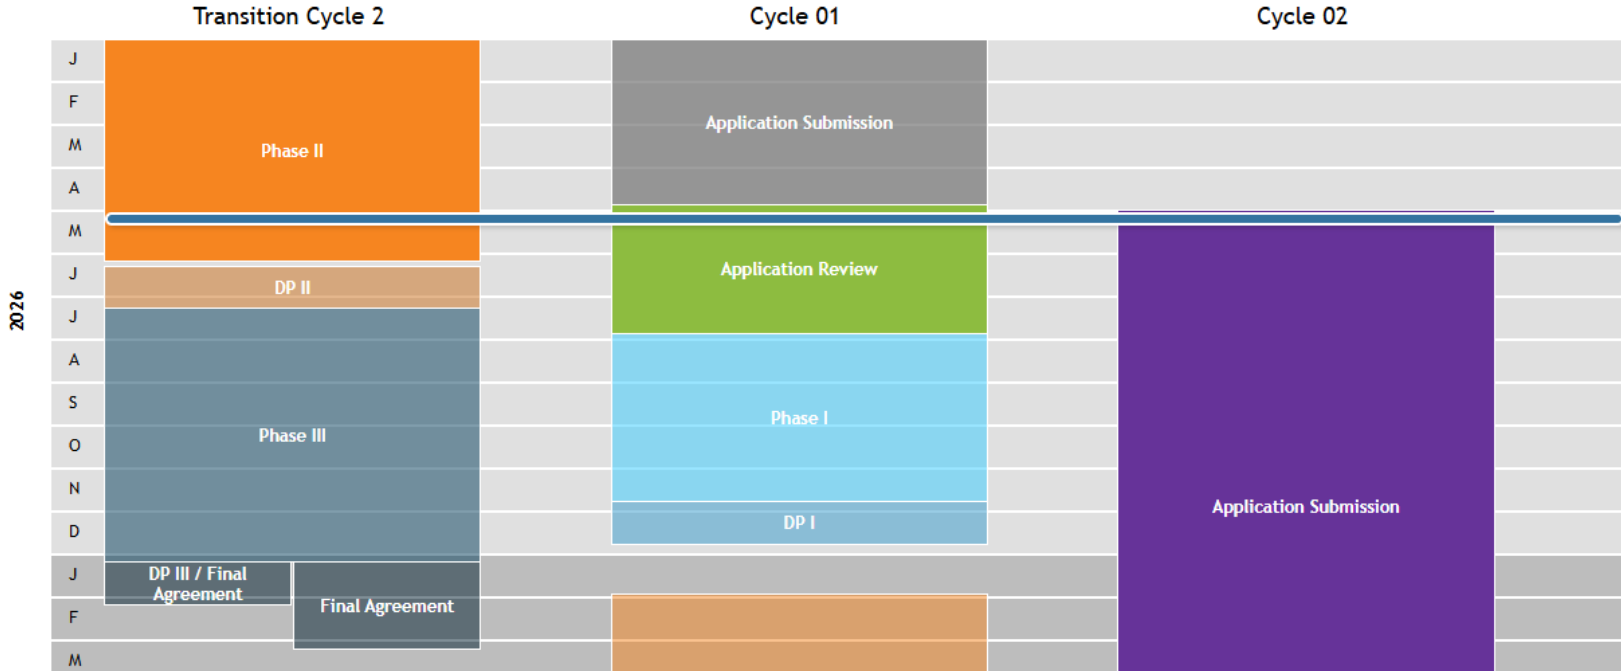 Transition Cycle 2
Cycle 01
Cycle 02
2026
J
F
M
A
M
J
J
A
S
O
N
D
J
F
M
Phase II
DP II
Phase III
DP III / Final
Agreement
Final Agreement
Application Submission
Application Review
Phase I
DP I
Application Submission